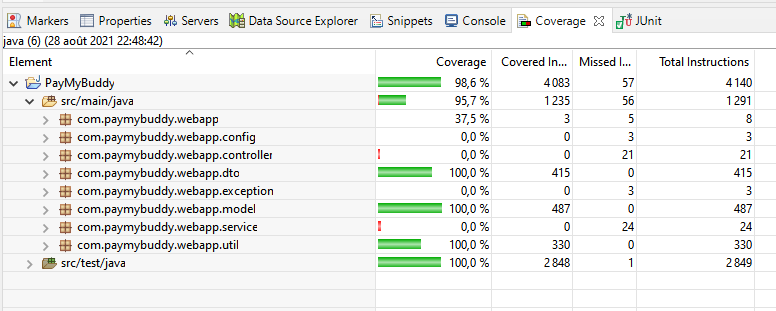 Markers Properties Servers Data Source Explorer Snippets Console Coverage JUnit
java (6) (28 août 2021 22:48:42)
Element Coverage Covered In... Missed I... Total Instructions
PayMyBuddy 98,6 % 4 083 57 4 140
src/main/java 95,7 % 1 235 56 1 291
com.paymybuddy.webapp 37,5 % 3 5 8
com.paymybuddy.webapp.config 0,0 % 0 3 3
com.paymybuddy.webapp.controller 0,0 % 0 21 21
com.paymybuddy.webapp.dto 100,0 % 415 0 415
com.paymybuddy.webapp.exception 0,0 % 0 3 3
com.paymybuddy.webapp.model 100,0 % 487 0 487
com.paymybuddy.webapp.service 0,0 % 0 24 24
com.paymybuddy.webapp.util 100,0 % 330 0 330
src/test/java 100,0 % 2 848 1 2 849